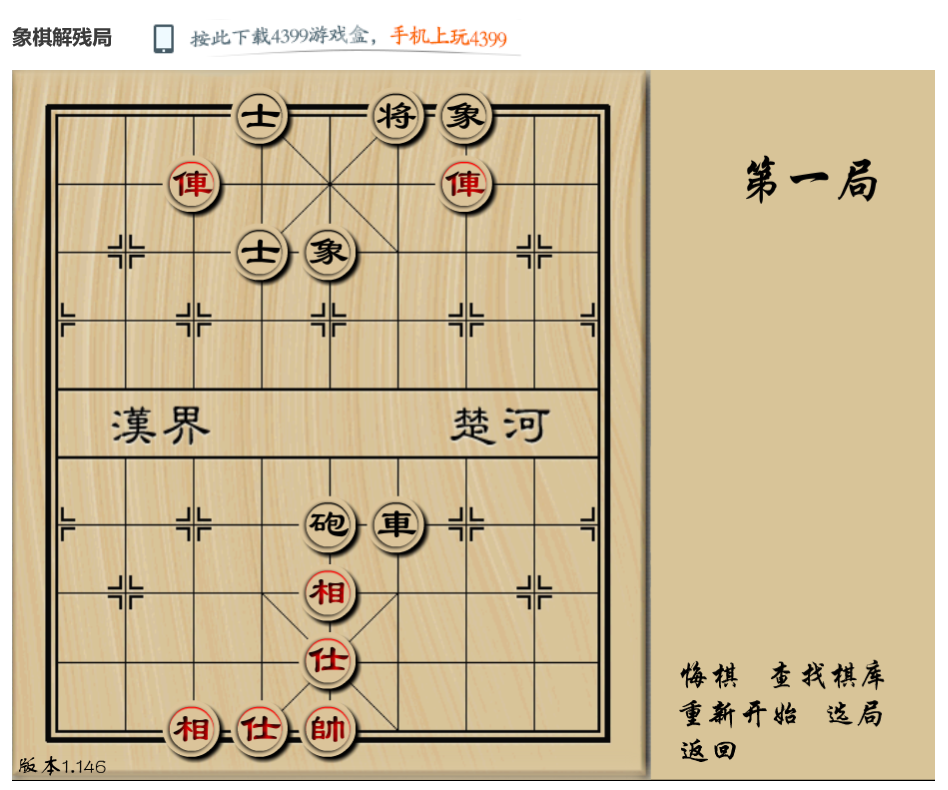 象棋解残局 按此下载4399游戏盒，手机上玩4399
士 将 象
俥 俥
第一局
士 象
漢界 楚河
砲 車
相
仕
相 仕 帥
悔棋 查找棋库
重新开始 选局
返回
版本1.146